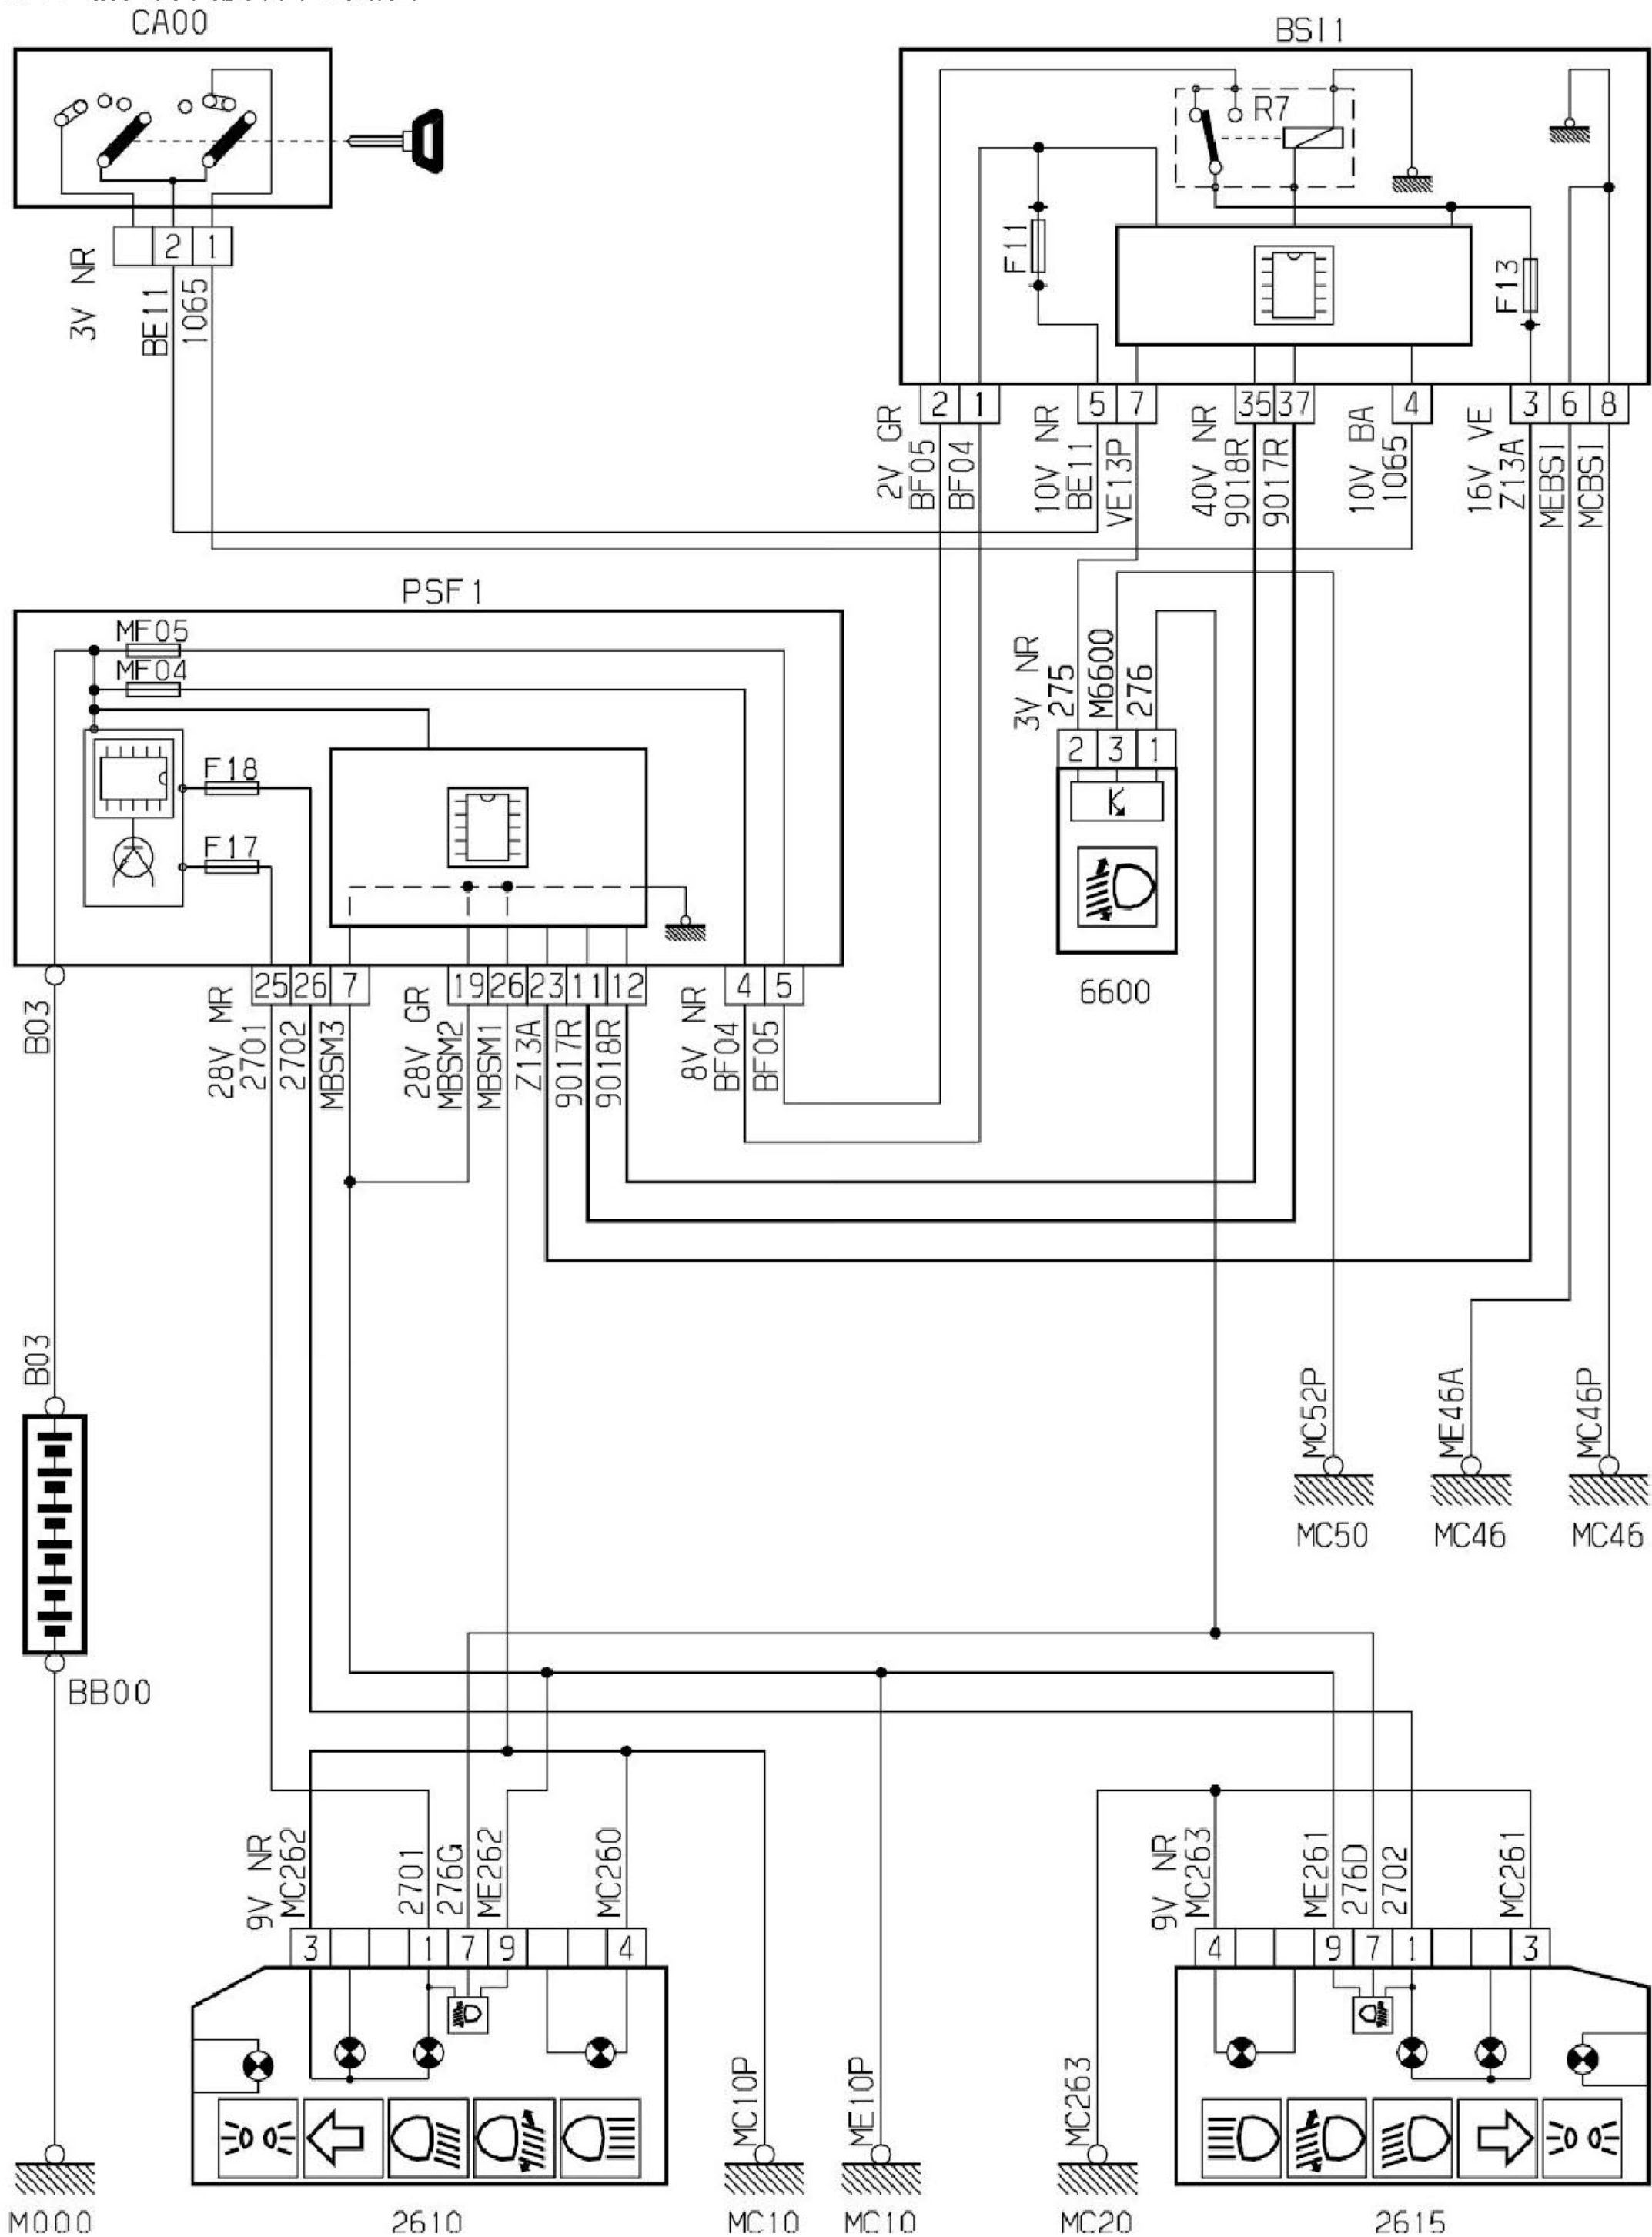 CA00
BSI1
R7
F11
F13
2 1
3V NR
BE11
1065
2 1 5 7 35 37 4 3 6 8
2V GR
BF05
BF04
10V NR
BE11
VE13P
40V NR
9018R
9017R
10V BA
1065
16V VE
Z13A
MEBSI
MCBSI
PSF1
MF05
MF04
F18
F17
3V NR
275
M6600
276
2 3 1
K
6600
25 26 7 19 26 23 11 12 4 5
B03
28V MR
2701
2702
MBSM3
28V GR
MBSM2
MBSM1
Z13A
9017R
9018R
8V NR
BF04
BF05
B03
BB00
MC52P
ME46A
MC46P
MC50
MC46
MC46
9V NR
MC262
2701
276G
ME262
MC260
9V NR
MC263
ME261
276D
2702
MC261
3 1 7 9 4
4 9 7 1 3
MC10P
ME10P
MC263
M000
2610
MC10
MC10
MC20
2615